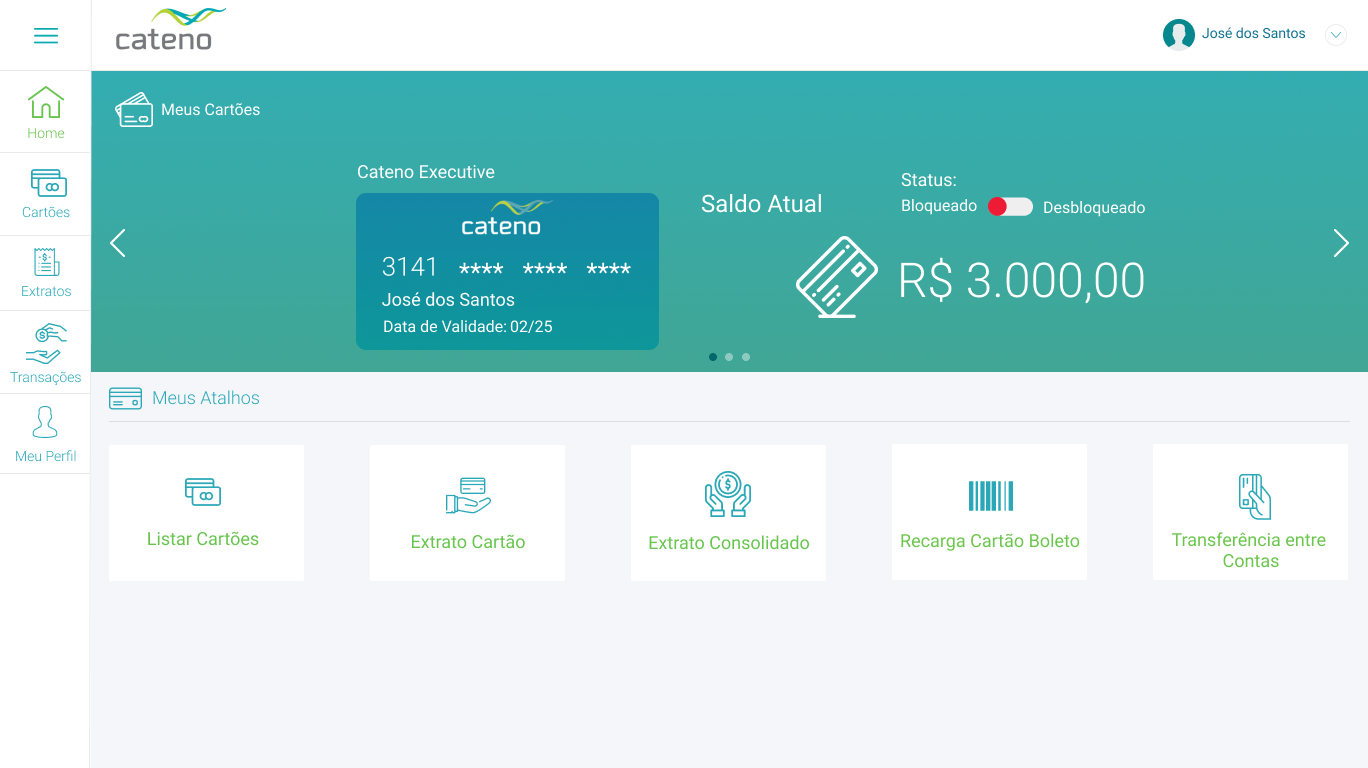 cateno
José dos Santos
Home
Cartões
Extratos
Transações
Meu Perfil
Meus Cartões
Cateno Executive
cateno
3141 **** **** ****
José dos Santos
Data de Validade: 02/25
Saldo Atual
Status:
Bloqueado
Desbloqueado
R$ 3.000,00
Meus Atalhos
Listar Cartões
Extrato Cartão
Extrato Consolidado
Recarga Cartão Boleto
Transferência entre
Contas